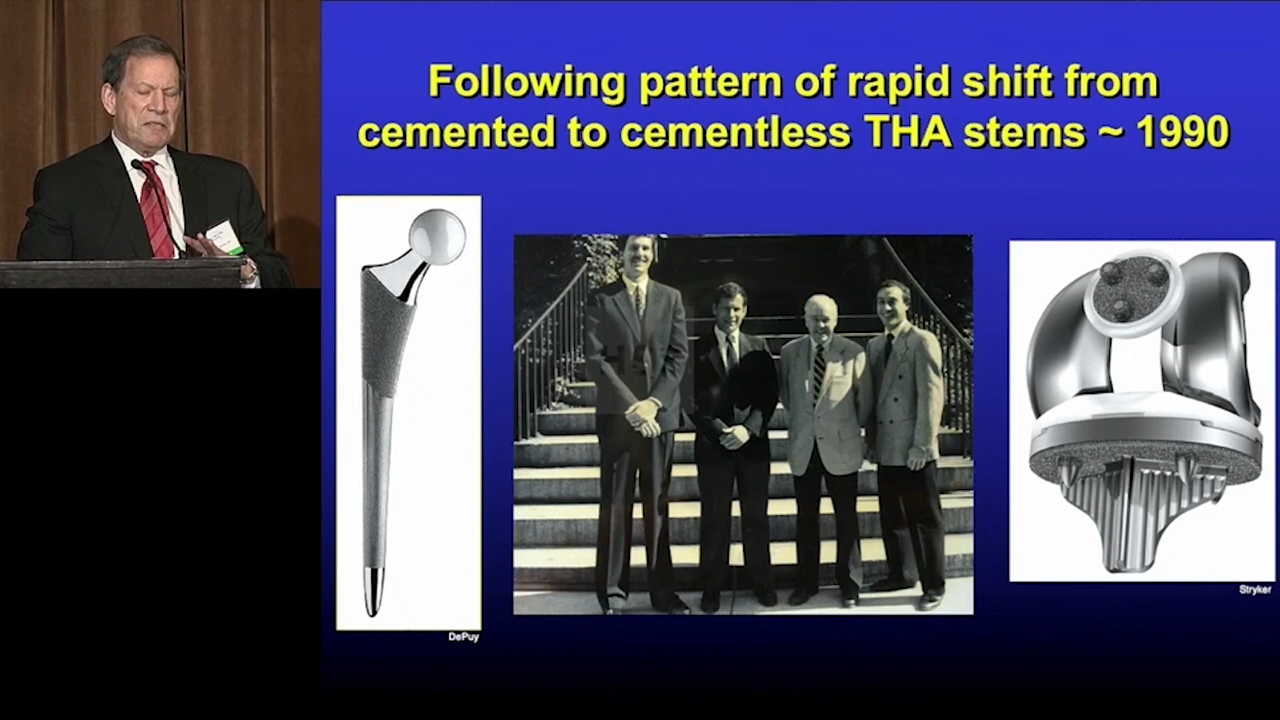 Following pattern of rapid shift from
cemented to cementless THA stems ~ 1990
DePuy
Stryker